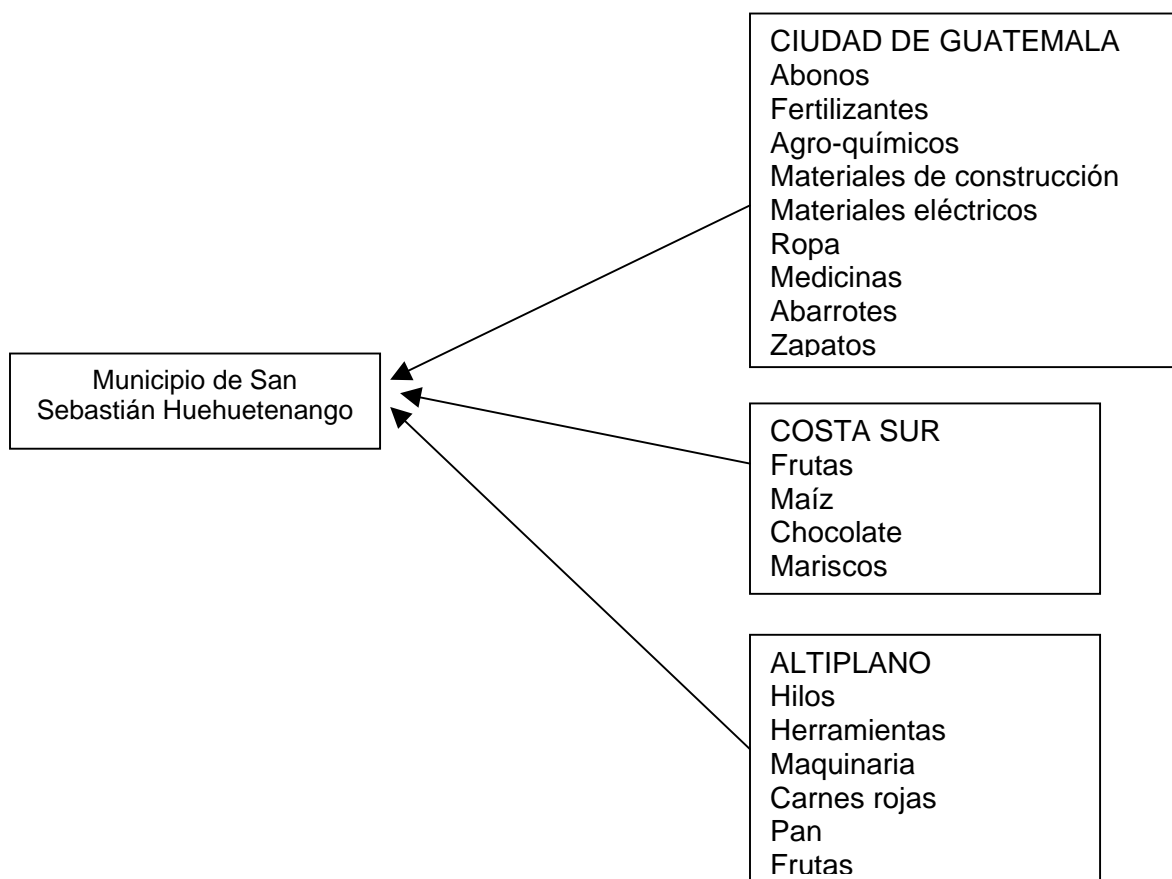 CIUDAD DE GUATEMALA
Abonos
Fertilizantes
Agro-químicos
Materiales de construcción
Materiales eléctricos
Ropa
Medicinas
Abarrotes
Zapatos
Municipio de San
Sebastián Huehuetenango
COSTA SUR
Frutas
Maíz
Chocolate
Mariscos
ALTIPLANO
Hilos
Herramientas
Maquinaria
Carnes rojas
Pan
Frutas